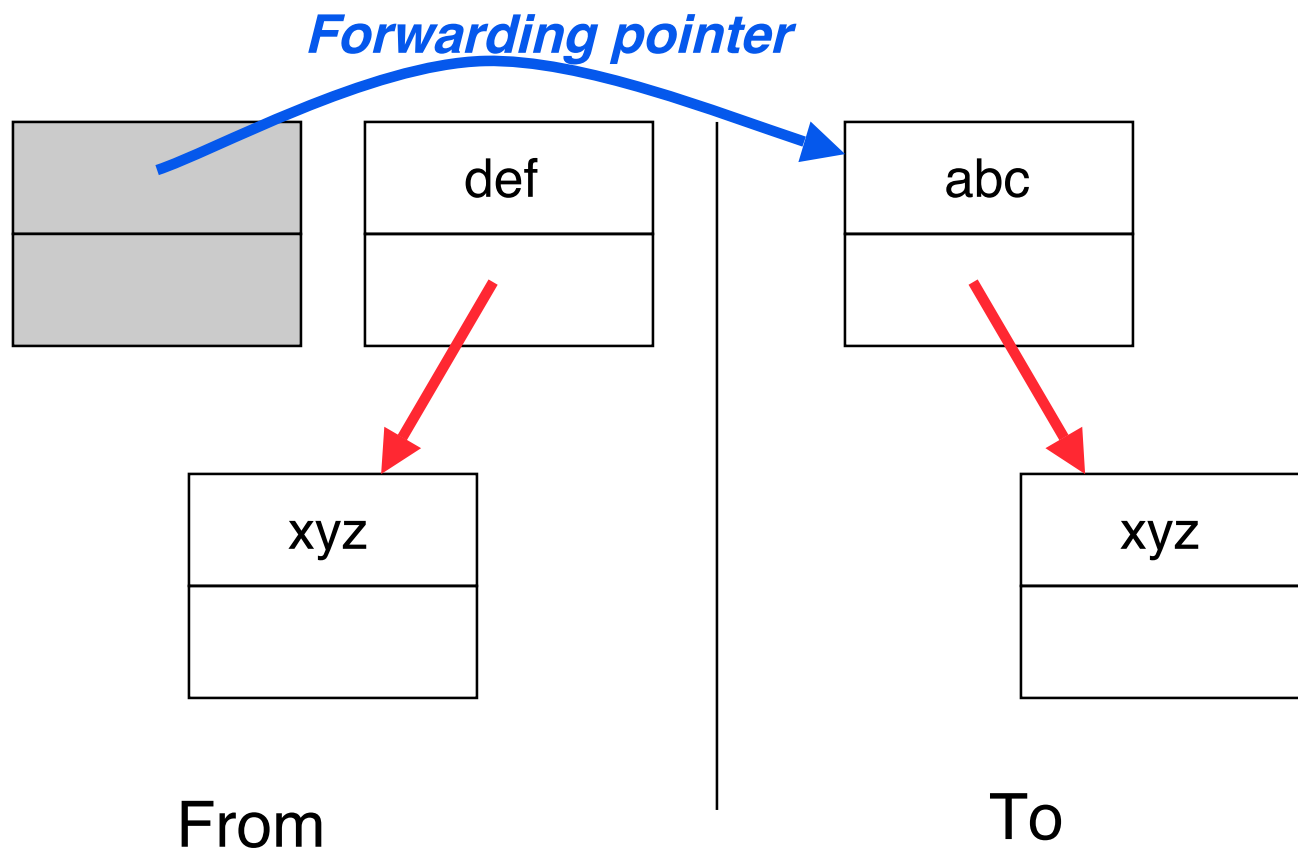 Forwarding pointer
def
abc
xyz
xyz
From
To